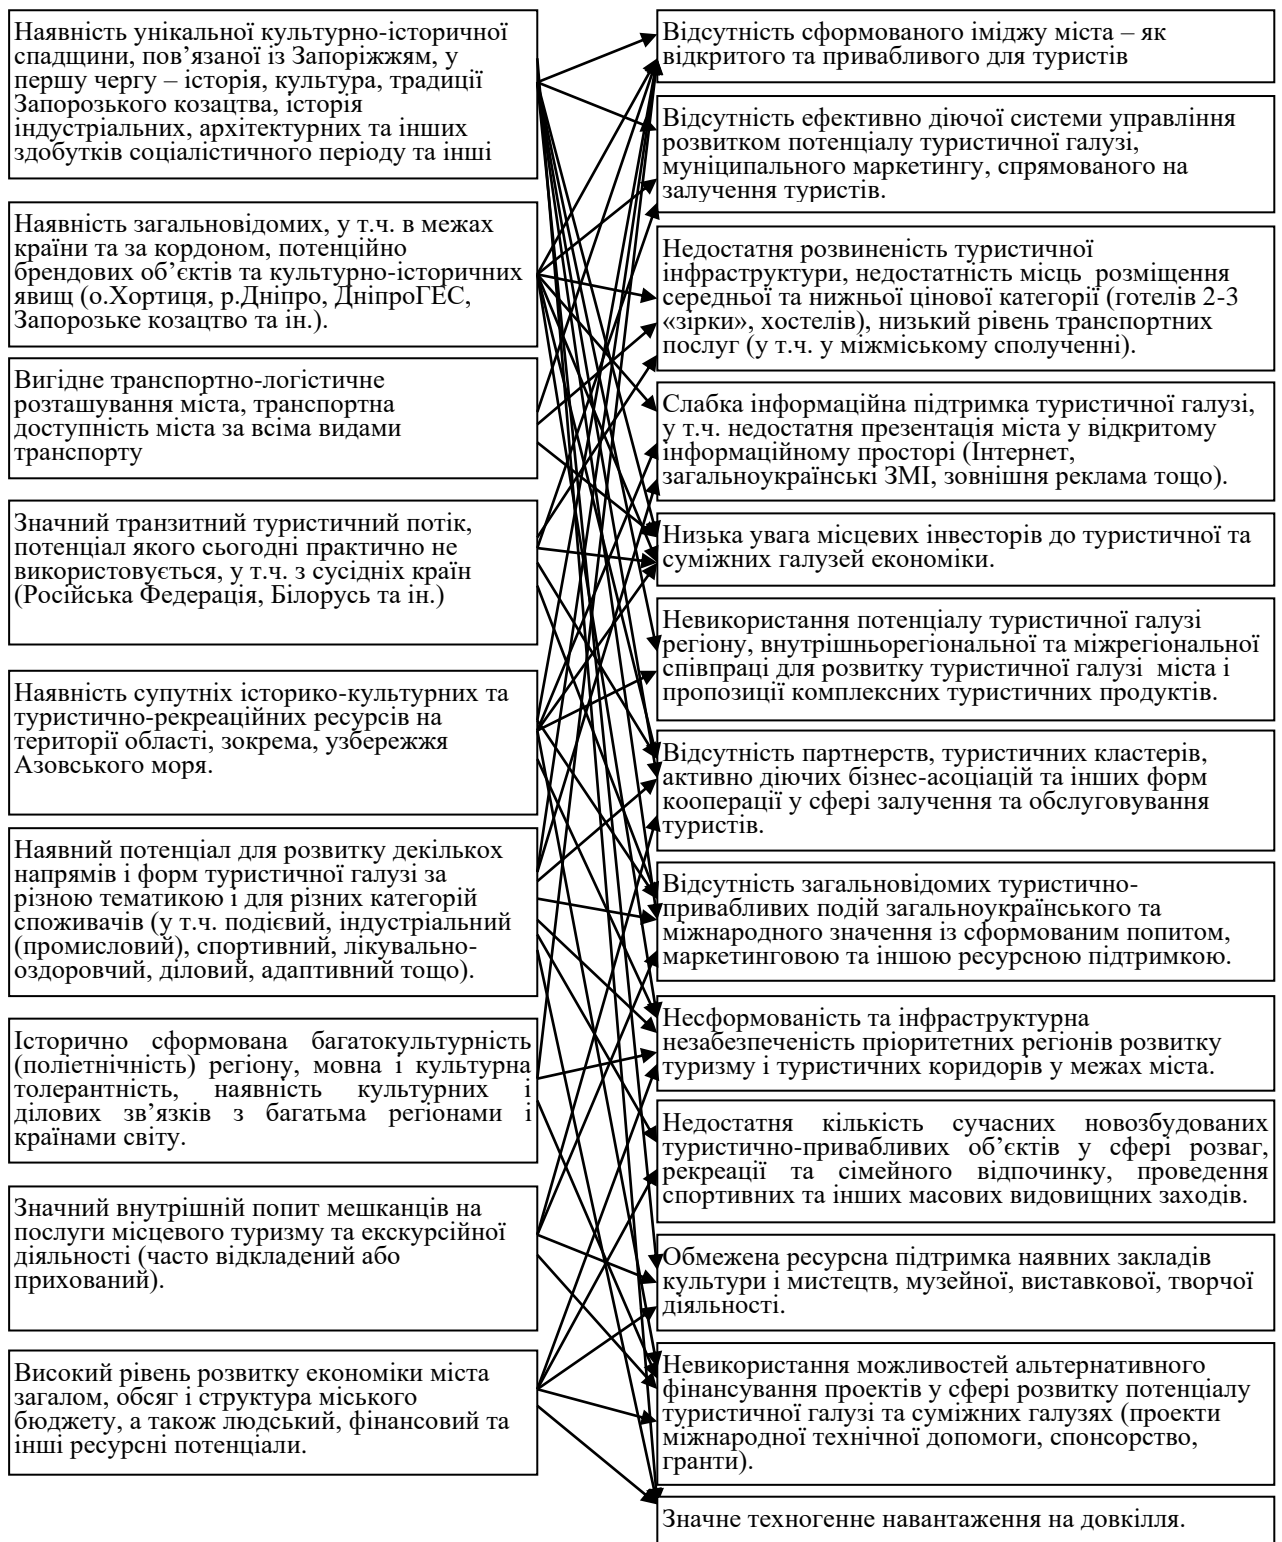 Наявність унікальної культурно-історичної
спадщини, пов’язаної із Запоріжжям, у
першу чергу – історія, культура, традиції
Запорозького козацтва, історія
індустріальних, архітектурних та інших
здобутків соціалістичного періоду та інші
Наявність загальновідомих, у т.ч. в межах
країни та за кордоном, потенційно
брендових об’єктів та культурно-історичних
явищ (о.Хортиця, р.Дніпро, ДніпроГЕС,
Запорозьке козацтво та ін.).
Вигідне транспортно-логістичне
розташування міста, транспортна
доступність міста за всіма видами
транспорту
Значний транзитний туристичний потік,
потенціал якого сьогодні практично не
використовується, у т.ч. з сусідніх країн
(Російська Федерація, Білорусь та ін.)
Наявність супутніх історико-культурних та
туристично-рекреаційних ресурсів на
території області, зокрема, узбережжя
Азовського моря.
Наявний потенціал для розвитку декількох
напрямів і форм туристичної галузі за
різною тематикою і для різних категорій
споживачів (у т.ч. подієвий, індустріальний
(промисловий), спортивний, лікувально-
оздоровчий, діловий, адаптивний тощо).
Історично сформована багатокультурність
(поліетнічність) регіону, мовна і культурна
толерантність, наявність культурних і
ділових зв’язків з багатьма регіонами і
країнами світу.
Значний внутрішній попит мешканців на
послуги місцевого туризму та екскурсійної
діяльності (часто відкладений або
прихований).
Високий рівень розвитку економіки міста
загалом, обсяг і структура міського
бюджету, а також людський, фінансовий та
інші ресурсні потенціали.
Відсутність сформованого іміджу міста – як
відкритого та привабливого для туристів
Відсутність ефективно діючої системи управління
розвитком потенціалу туристичної галузі,
муніципального маркетингу, спрямованого на
залучення туристів.
Недостатня розвиненість туристичної
інфраструктури, недостатність місць розміщення
середньої та нижньої цінової категорії (готелів 2-3
«зірки», хостелів), низький рівень транспортних
послуг (у т.ч. у міжміському сполученні).
Слабка інформаційна підтримка туристичної галузі,
у т.ч. недостатня презентація міста у відкритому
інформаційному просторі (Інтернет,
загальноукраїнські ЗМІ, зовнішня реклама тощо).
Низька увага місцевих інвесторів до туристичної та
суміжних галузей економіки.
Невикористання потенціалу туристичної галузі
регіону, внутрішньорегіональної та міжрегіональної
співпраці для розвитку туристичної галузі міста і
пропозиції комплексних туристичних продуктів.
Відсутність партнерств, туристичних кластерів,
активно діючих бізнес-асоціацій та інших форм
кооперації у сфері залучення та обслуговування
туристів.
Відсутність загальновідомих туристично-
привабливих подій загальноукраїнського та
міжнародного значення із сформованим попитом,
маркетинговою та іншою ресурсною підтримкою.
Несформованість та інфраструктурна
незабезпеченість пріоритетних регіонів розвитку
туризму і туристичних коридорів у межах міста.
Недостатня кількість сучасних новозбудованих
туристично-привабливих об’єктів у сфері розваг,
рекреації та сімейного відпочинку, проведення
спортивних та інших масових видовищних заходів.
Обмежена ресурсна підтримка наявних закладів
культури і мистецтв, музейної, виставкової, творчої
діяльності.
Невикористання можливостей альтернативного
фінансування проектів у сфері розвитку потенціалу
туристичної галузі та суміжних галузях (проекти
міжнародної технічної допомоги, спонсорство,
гранти).
Значне техногенне навантаження на довкілля.